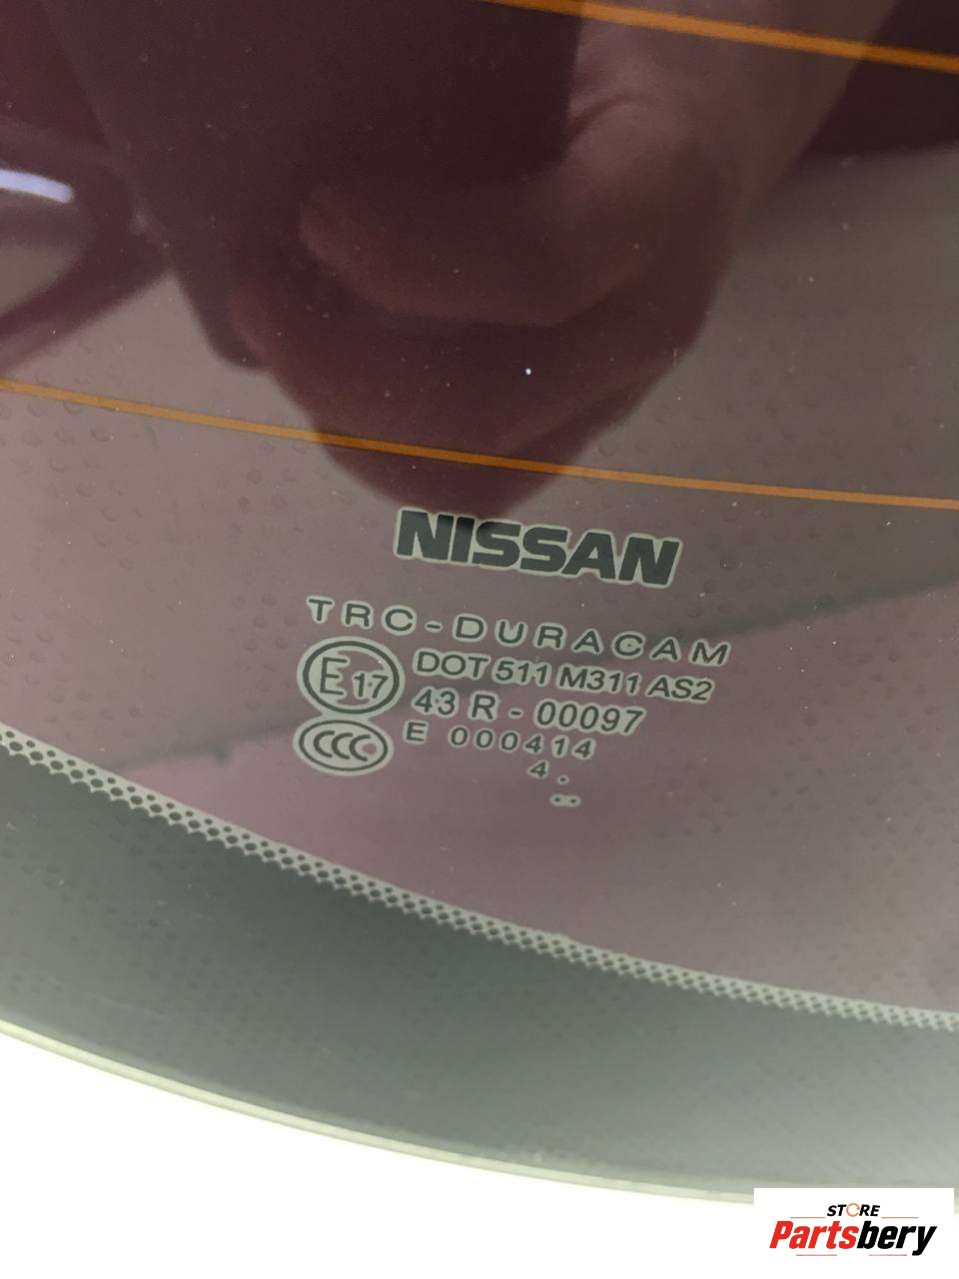 NISSAN
TRC-DURACAM
E17
DOT 511 M311 AS2
43 R - 00097
CCC
E 000414
4 .
..
STORE
Partsbery